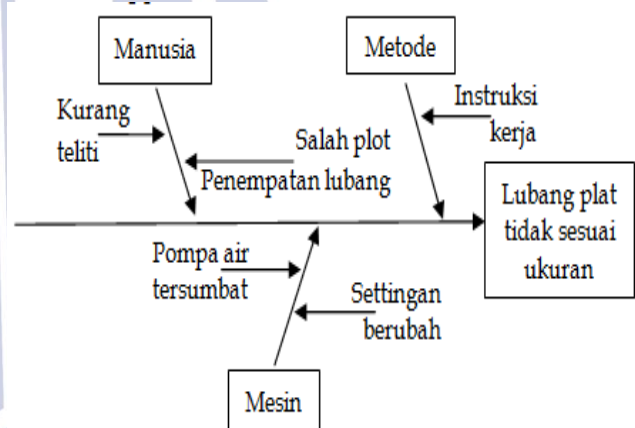 Manusia
Metode
Kurang
teliti
Salah plot
Penempatan lubang
Instruksi
kerja
Lubang plat
tidak sesuai
ukuran
Pompa air
tersumbat
Settingan
berubah
Mesin